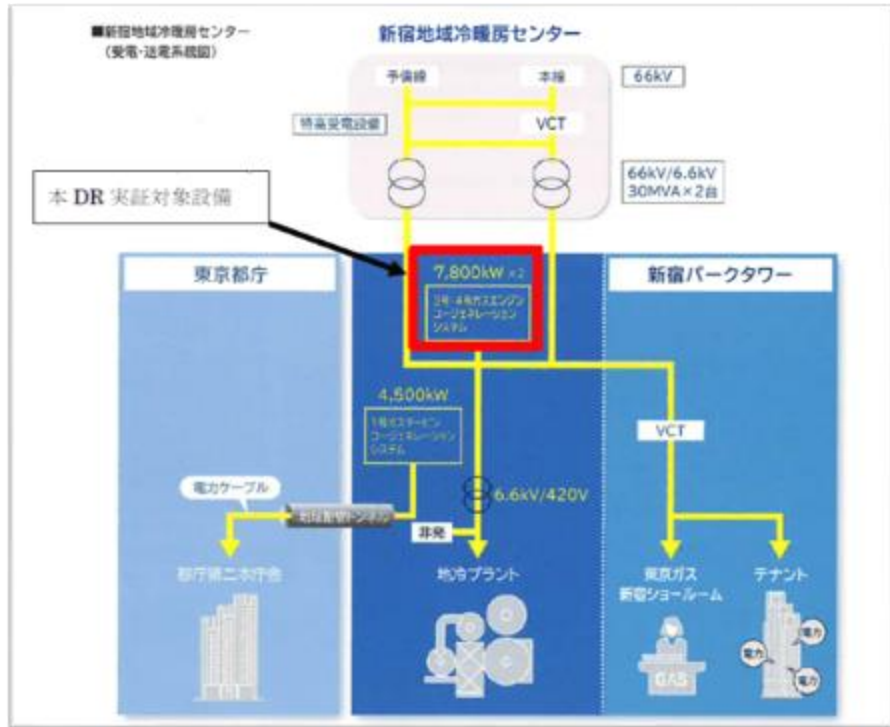 ■新宿地域冷暖房センター
（受電・送電系統図）
新宿地域冷暖房センター
予備線
本線
66kV
特高受電設備
VCT
66kV/6.6kV
30MVA×2台
本 DR 実証対象設備
東京都庁
7,800kW ×2
3号・4号ガスエンジン
コージェネレーション
システム
新宿パークタワー
4,500kW
1号ガスタービン
コージェネレーション
システム
VCT
電力ケーブル
6.6kV/420V
地域配管トンネル
非発
都庁第二本庁舎
地冷プラント
東京ガス
新宿ショールーム
テナント
電力
電力
電力
GAS